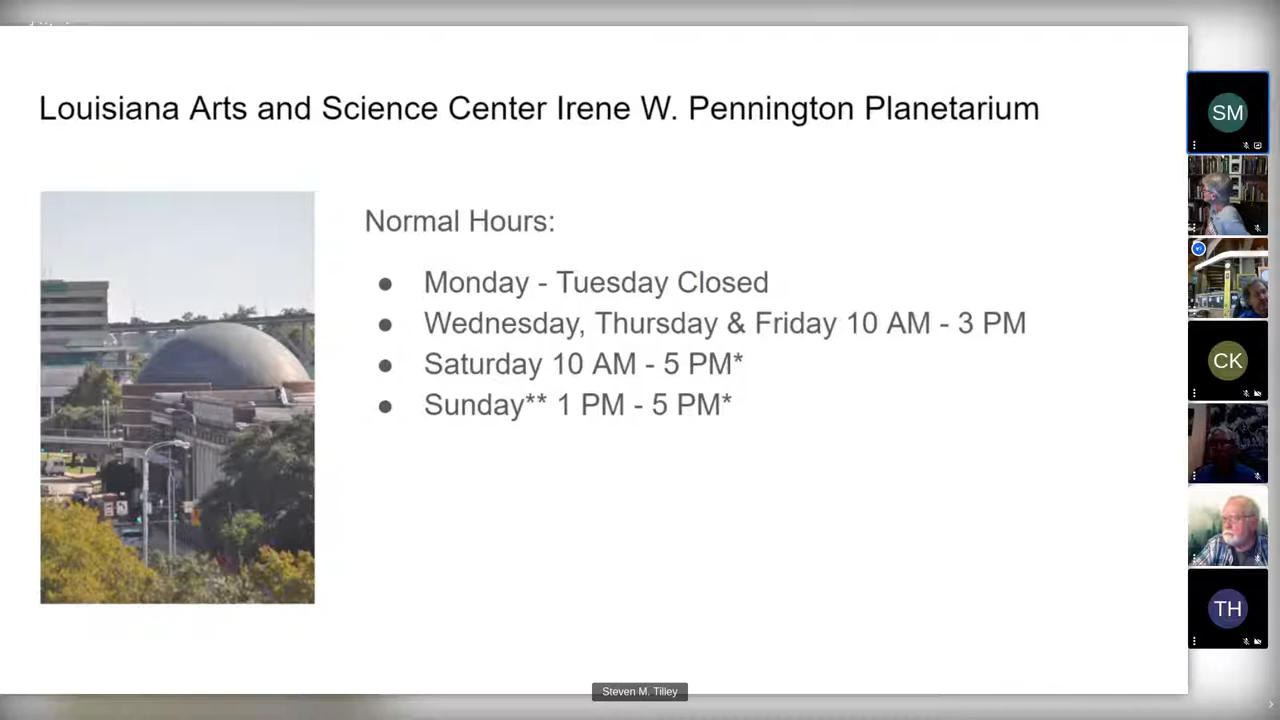 Louisiana Arts and Science Center Irene W. Pennington Planetarium
Normal Hours:
● Monday - Tuesday Closed
● Wednesday, Thursday & Friday 10 AM - 3 PM
● Saturday 10 AM - 5 PM*
● Sunday** 1 PM - 5 PM*
SM
CK
TH
Steven M. Tilley